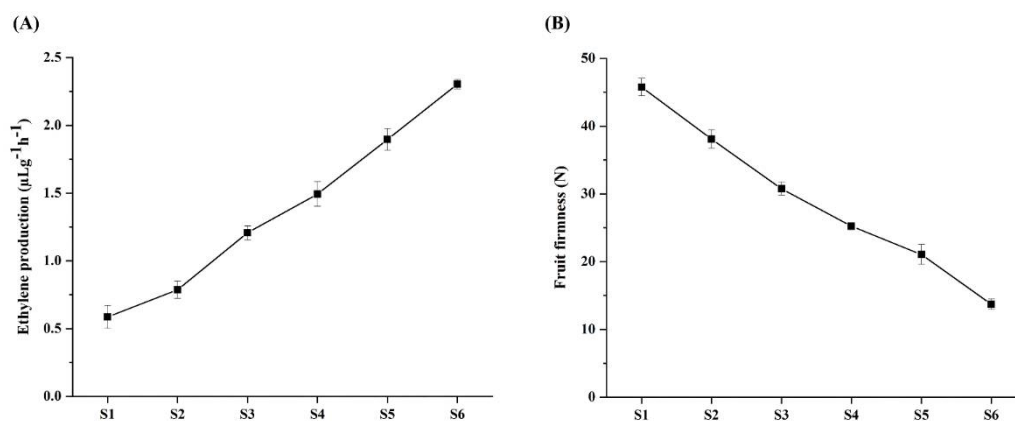 (A)
Ethylene production (µLg⁻¹h⁻¹)
2.5
2.0
1.5
1.0
0.5
0.0
S1 S2 S3 S4 S5 S6
(B)
Fruit firmness (N)
50
40
30
20
10
0
S1 S2 S3 S4 S5 S6